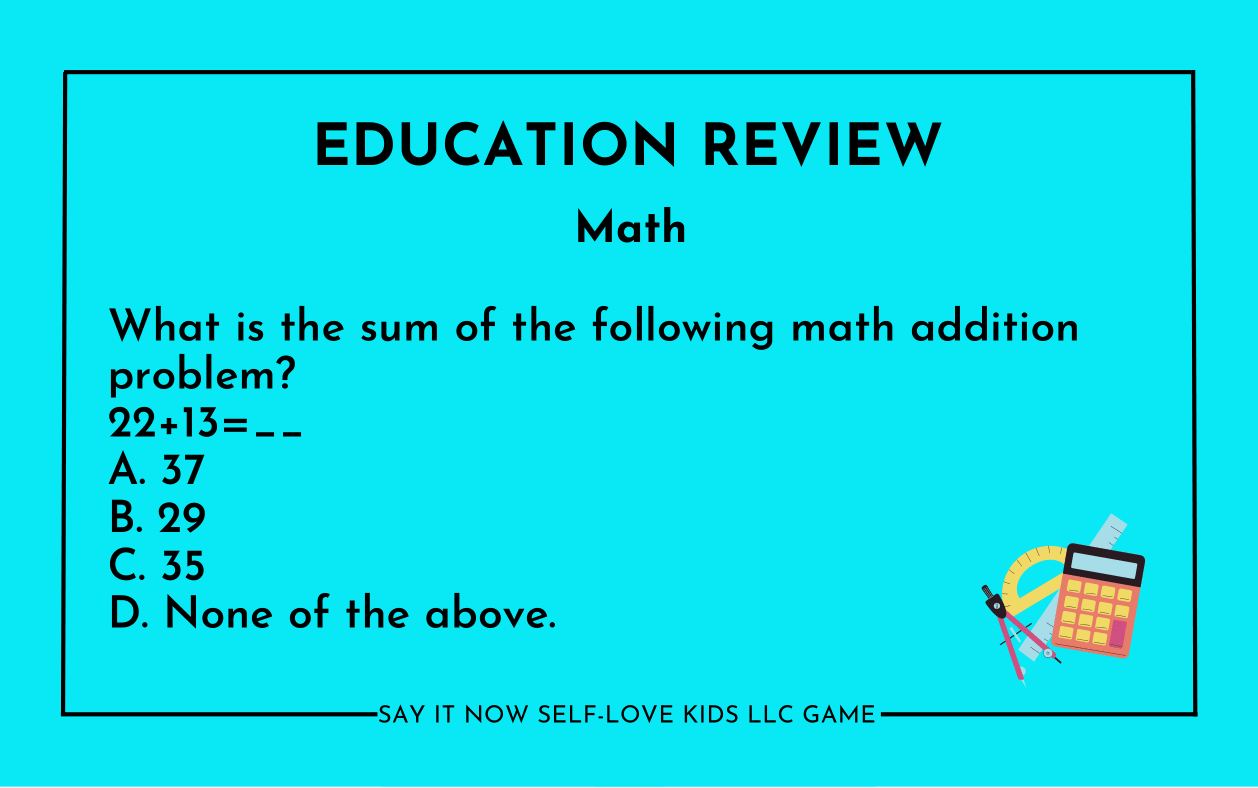 EDUCATION REVIEW
Math
What is the sum of the following math addition
problem?
22+13=__
A. 37
B. 29
C. 35
D. None of the above.
SAY IT NOW SELF-LOVE KIDS LLC GAME